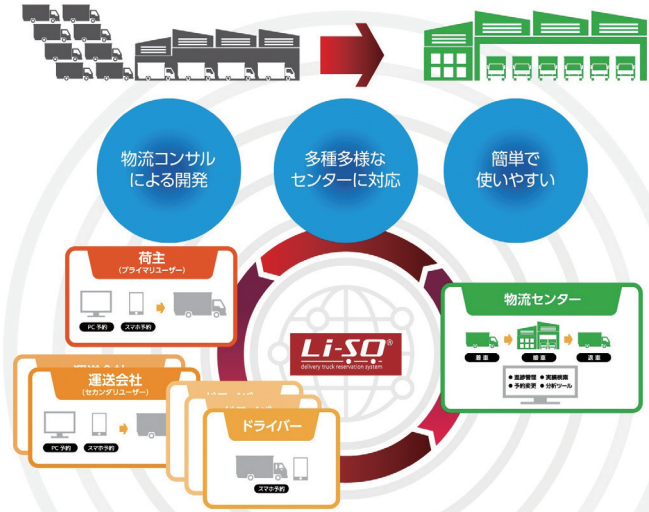 物流コンサル
による開発
多種多様な
センターに対応
簡単で
使いやすい
荷主
(プライマリユーザー)
PC 予約
スマホ予約
運送会社
(セカンダリユーザー)
PC 予約
スマホ予約
ドライバー
スマホ予約
Li-SO®
delivery truck reservation system
物流センター
着車
接車
退車
●進捗管理 ●実績検索
●予約変更 ●分析ツール